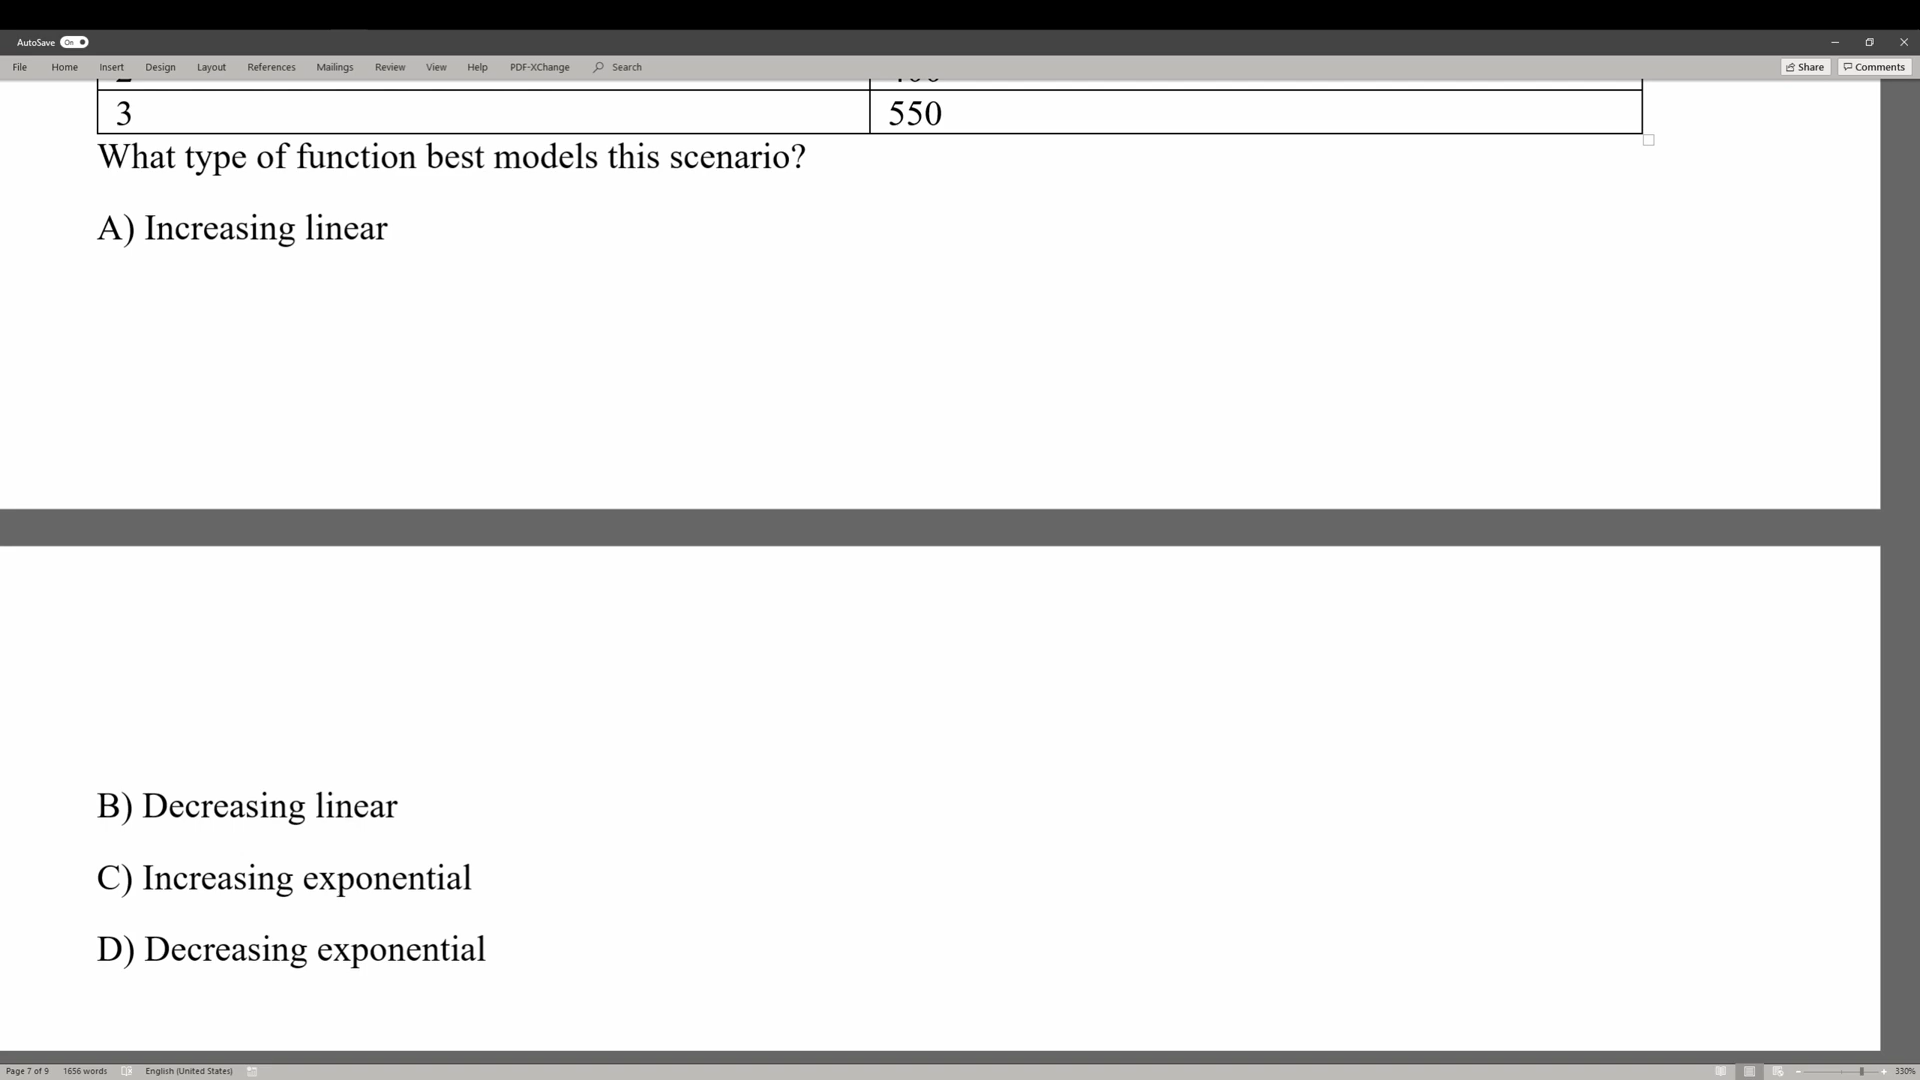 AutoSave On
File Home Insert Design Layout References Mailings Review View Help PDF-XChange Search Share Comments
3 550
What type of function best models this scenario?
A) Increasing linear
B) Decreasing linear
C) Increasing exponential
D) Decreasing exponential
Page 7 of 9 1656 words English (United States) 330%